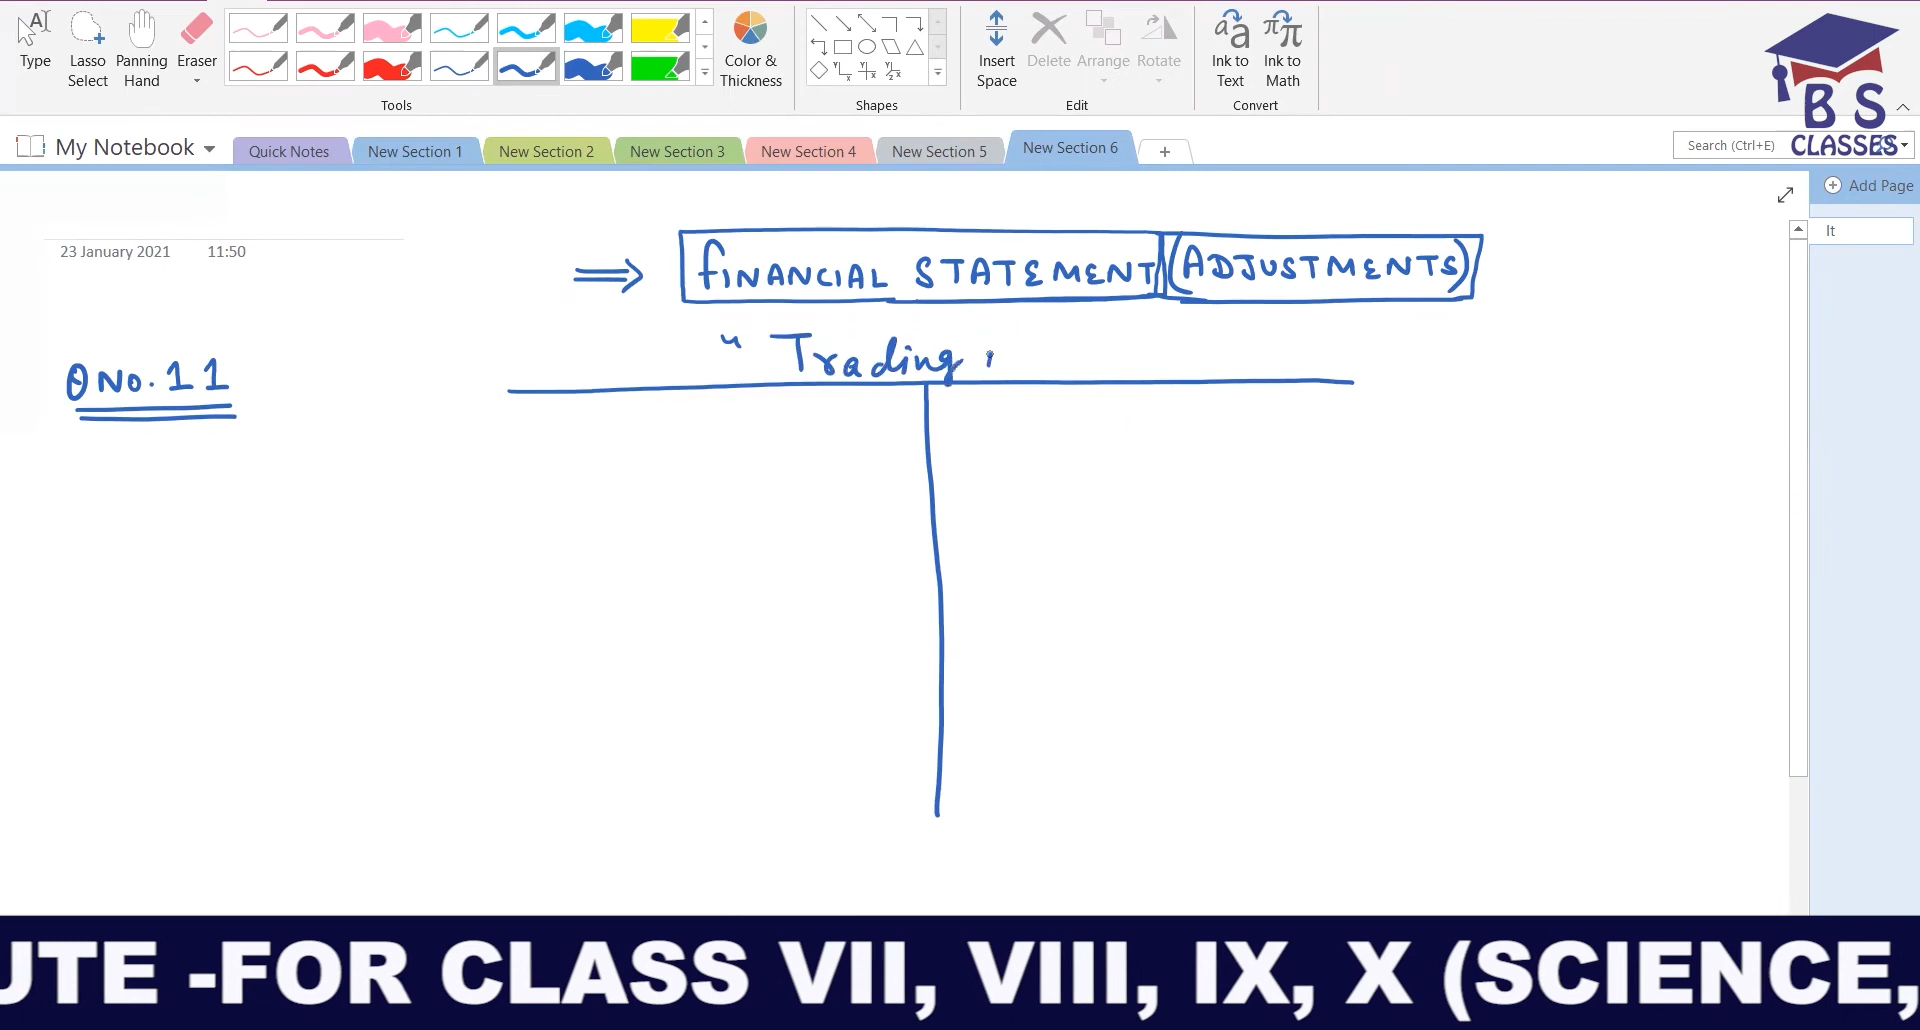 Type
Lasso Select
Panning Hand
Eraser
Color & Thickness
Insert Space
Delete
Arrange
Rotate
Ink to Text
Ink to Math
Tools
Shapes
Edit
Convert
BS
CLASSES
My Notebook
Quick Notes
New Section 1
New Section 2
New Section 3
New Section 4
New Section 5
New Section 6
Search (Ctrl+E)
Add Page
It
23 January 2021 11:50
⇒ FINANCIAL STATEMENT (ADJUSTMENTS)
" Trading
Q No. 11
UTE -FOR CLASS VII, VIII, IX, X (SCIENCE,